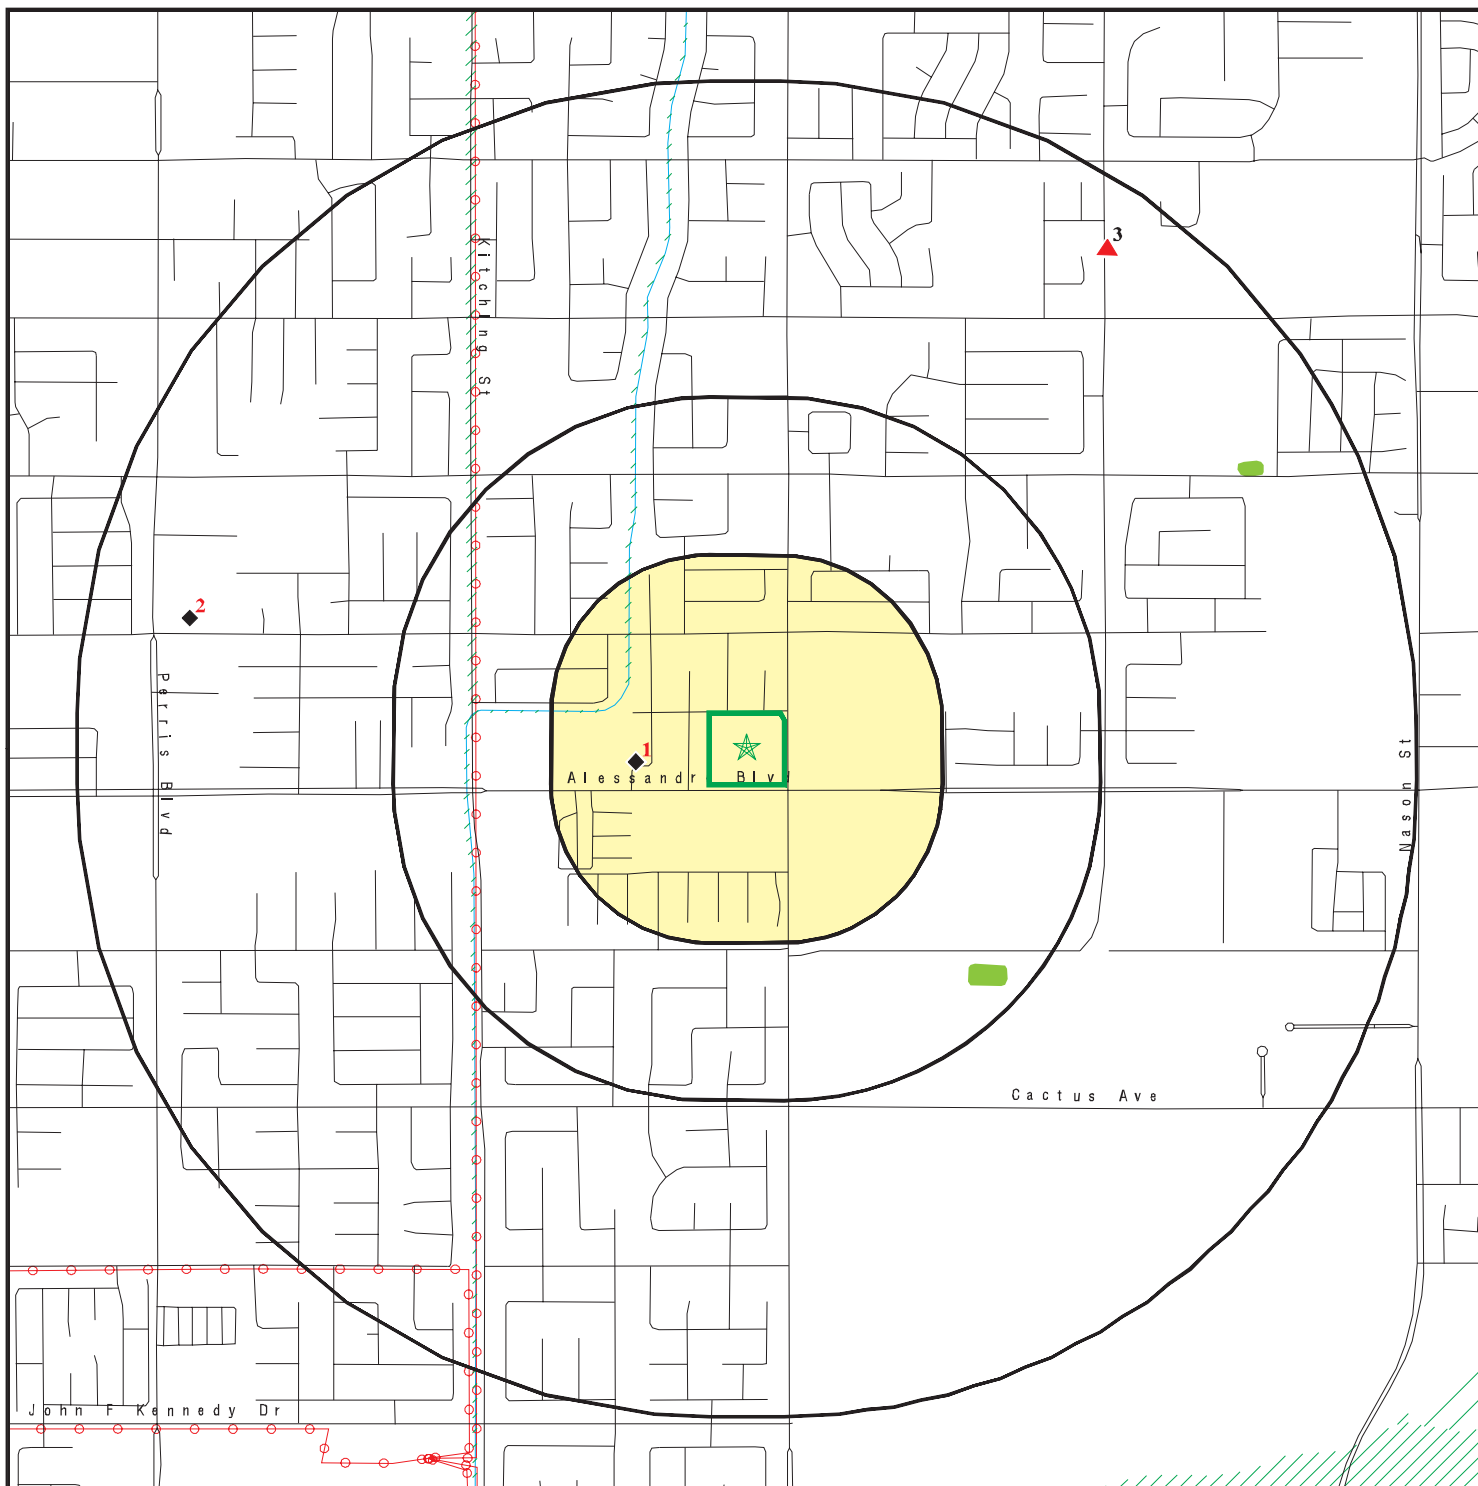 3
Kitching St
2
Perris Blvd
1
Alessandro Blvd
Nason St
Cactus Ave
John F Kennedy Dr